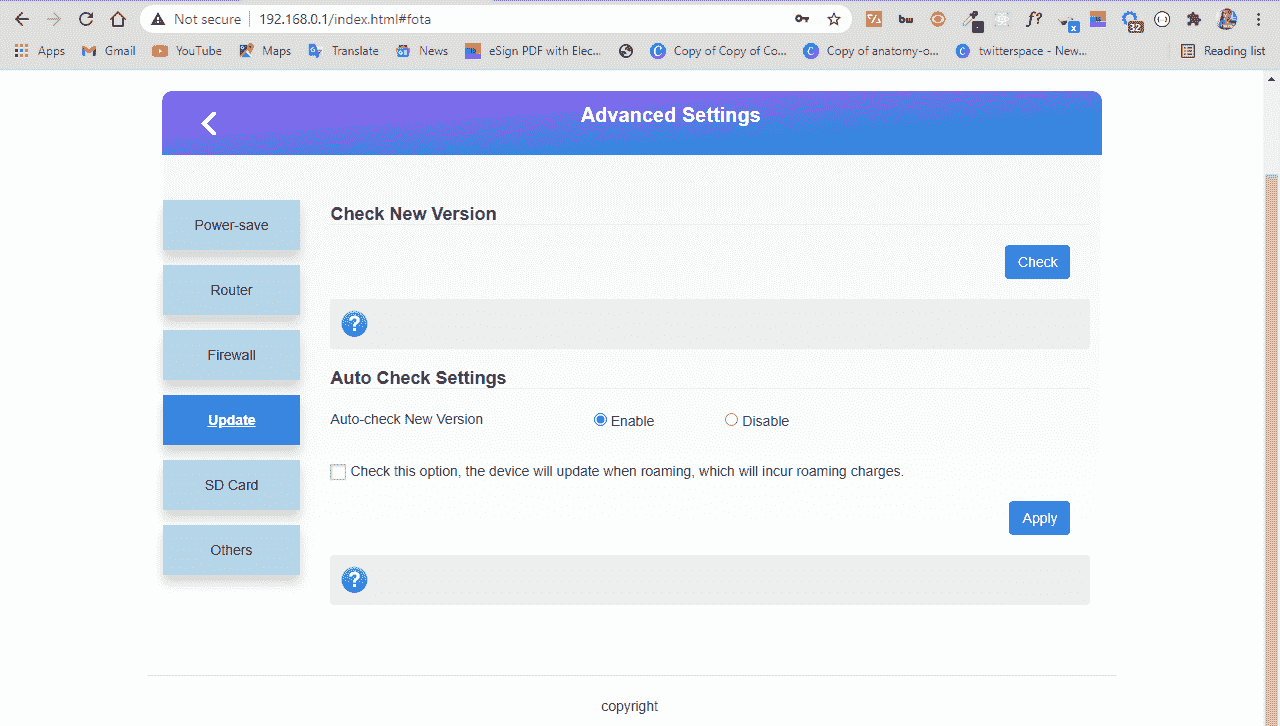 Not secure 192.168.0.1/index.html#fota
bw f? x 32
Apps Gmail YouTube Maps Translate News eSign PDF with Elec... Copy of Copy of Co... Copy of anatomy-o... twitterspace - New... Reading list
Advanced Settings
Power-save
Router
Firewall
Update
SD Card
Others
Check New Version
Check
?
Auto Check Settings
Auto-check New Version Enable Disable
Check this option, the device will update when roaming, which will incur roaming charges.
Apply
?
copyright